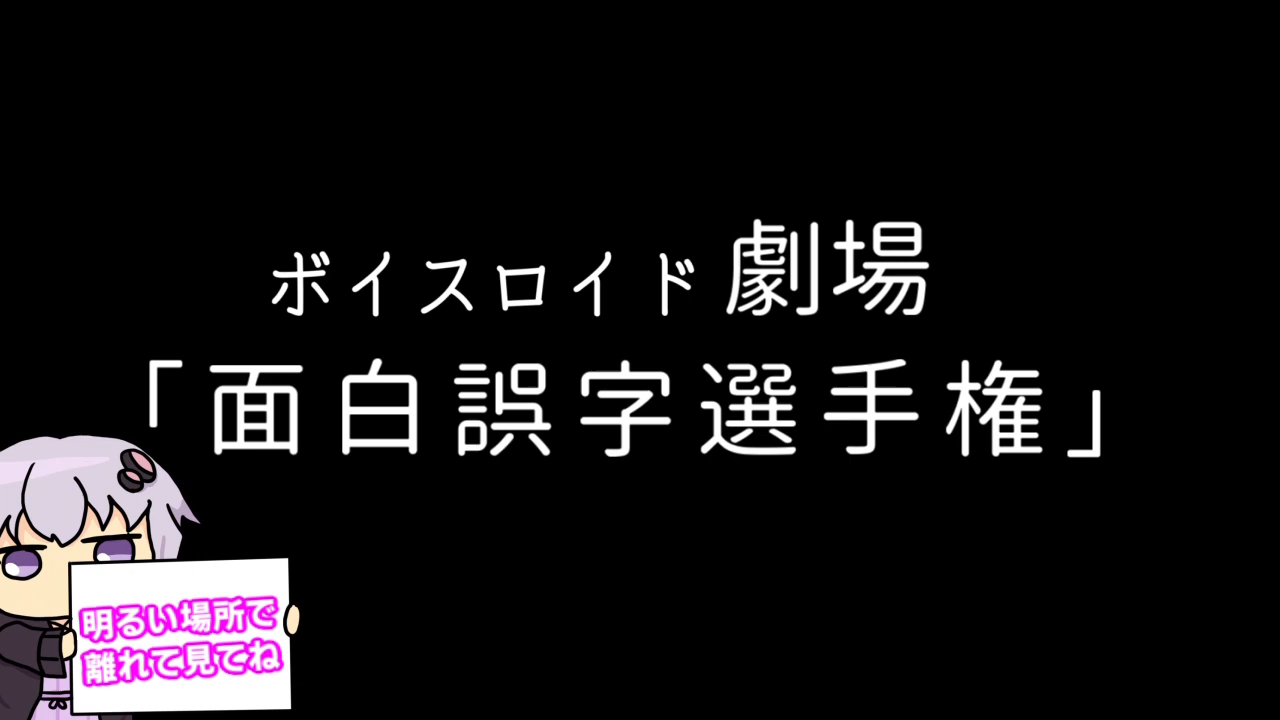 ボイスロイド劇場
「面白誤字選手権」
明るい場所で
離れて見てね